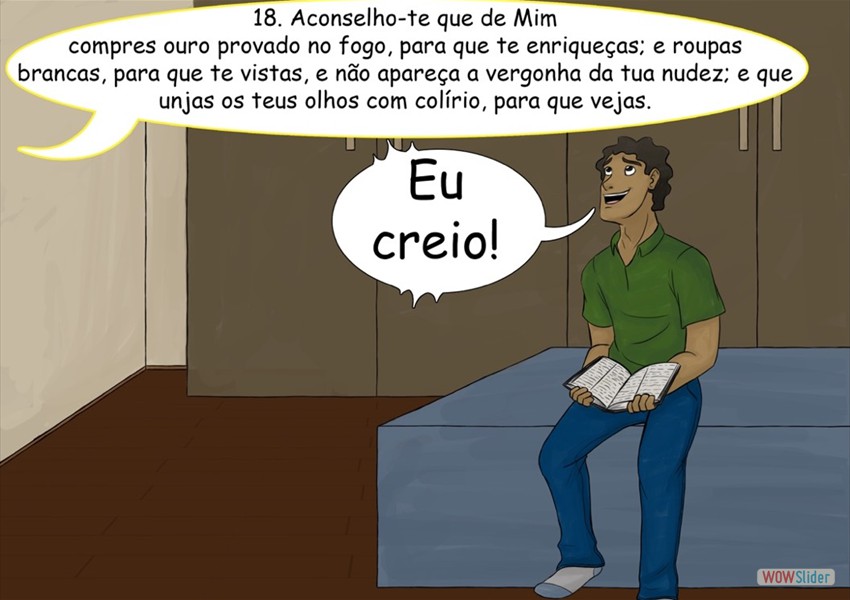 18. Aconselho-te que de Mim
compres ouro provado no fogo, para que te enriqueças; e roupas
brancas, para que te vistas, e não apareça a vergonha da tua nudez; e que
unjas os teus olhos com colírio, para que vejas.
Eu
creio!
WOWSlider